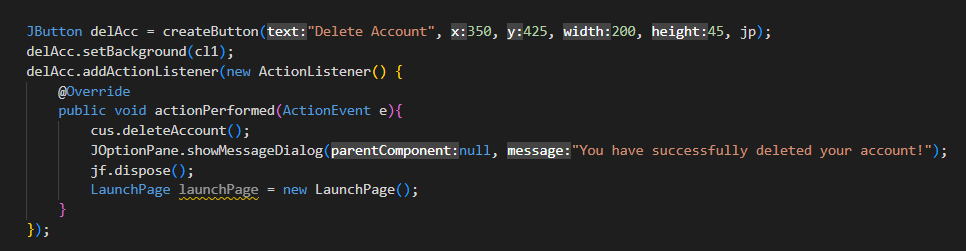 JButton delAcc = createButton(text:"Delete Account", x:350, y:425, width:200, height:45, jp);
delAcc.setBackground(cl1);
delAcc.addActionListener(new ActionListener() {
    @Override
    public void actionPerformed(ActionEvent e){
        cus.deleteAccount();
        JOptionPane.showMessageDialog(parentComponent:null, message:"You have successfully deleted your account!");
        jf.dispose();
        LaunchPage launchPage = new LaunchPage();
    }
});